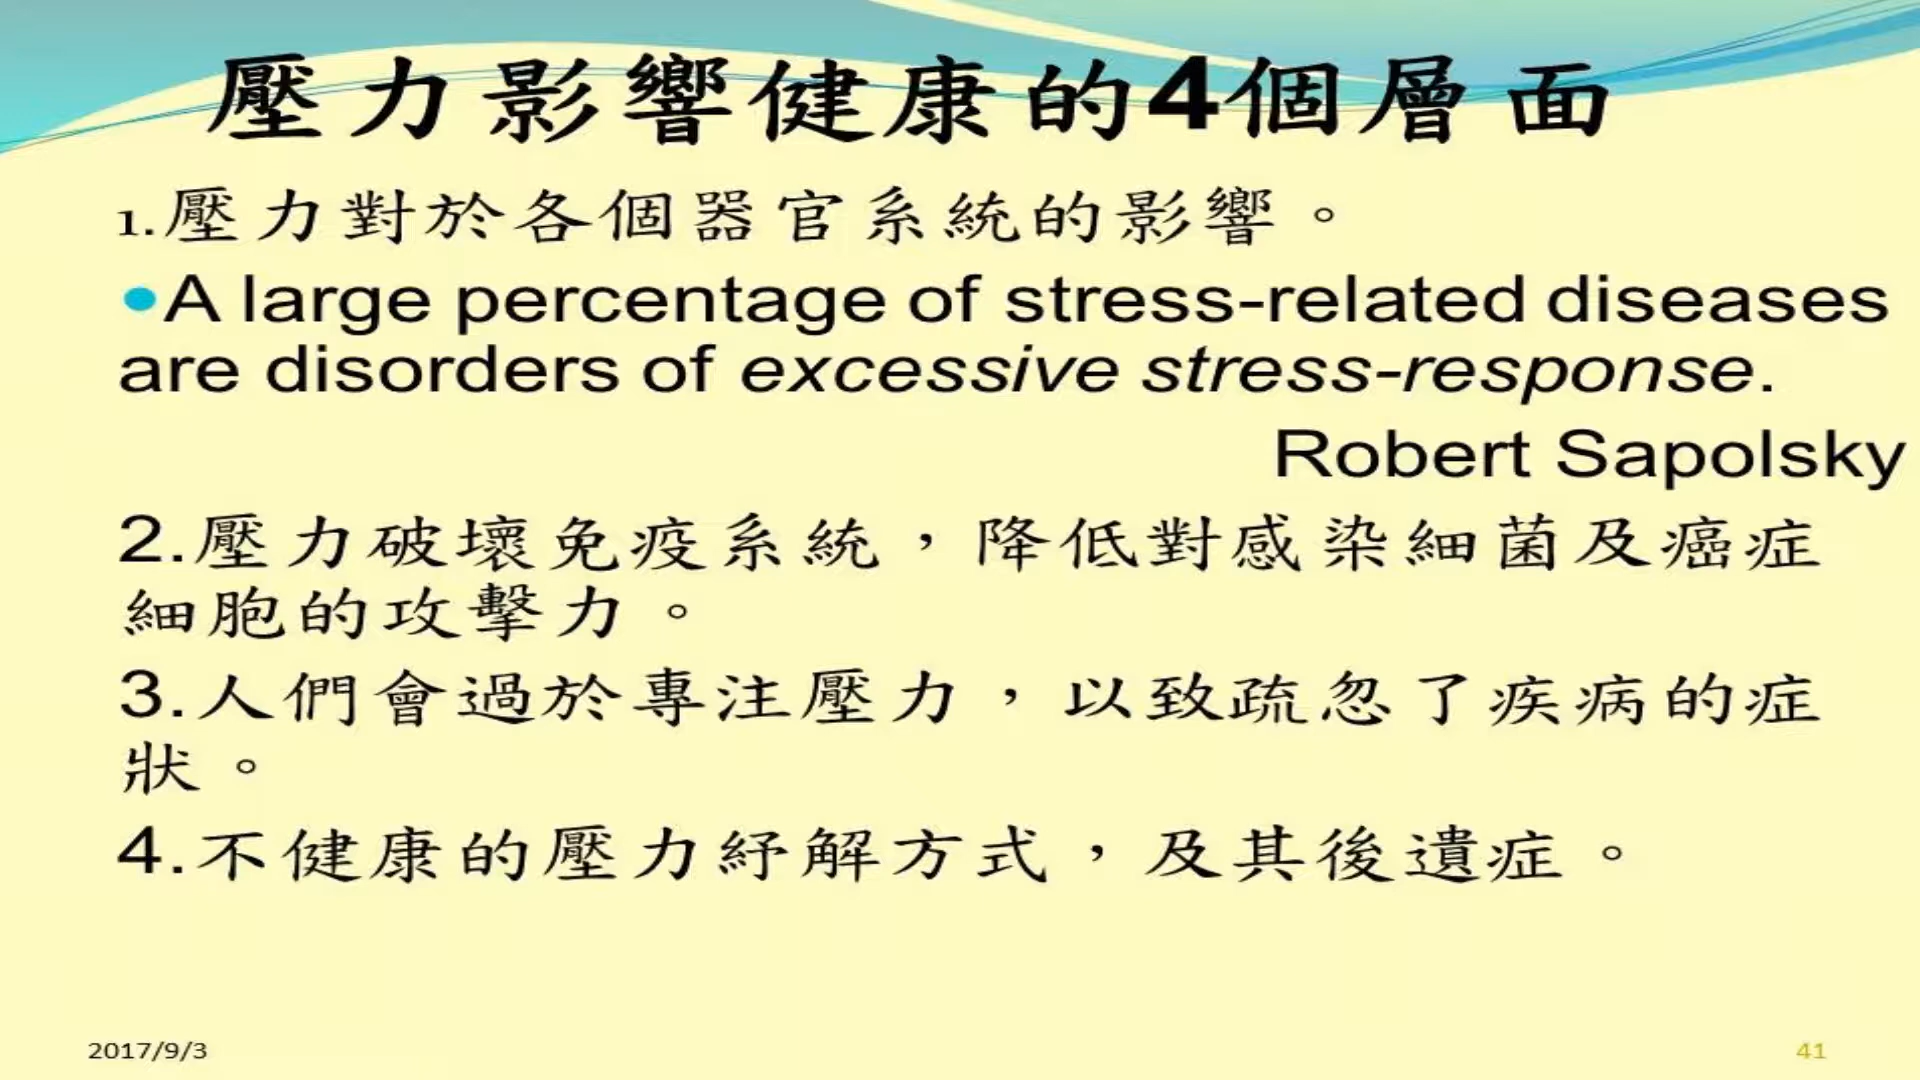 壓力影響健康的4個層面
1.壓力對於各個器官系統的影響。
•A large percentage of stress-related diseases
are disorders of excessive stress-response.
Robert Sapolsky
2.壓力破壞免疫系統，降低對感染細菌及癌症
細胞的攻擊力。
3.人們會過於專注壓力，以致疏忽了疾病的症
狀。
4.不健康的壓力紓解方式，及其後遺症。
2017/9/3
41